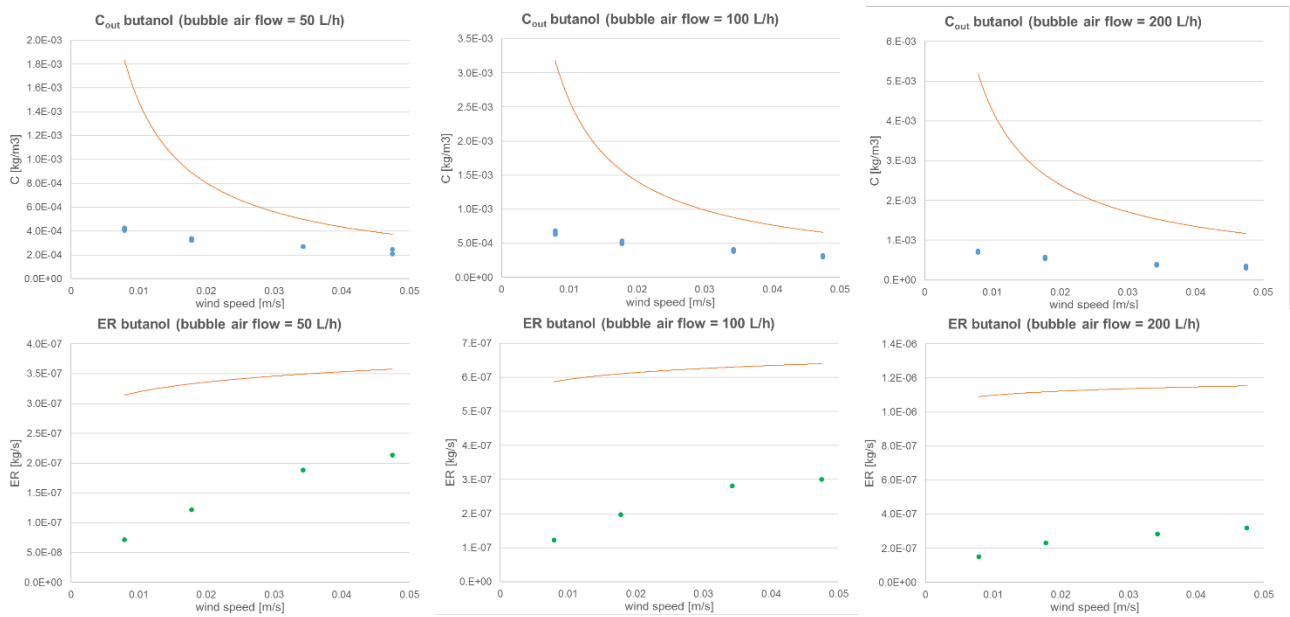 C_out butanol (bubble air flow = 50 L/h)
2.0E-03
1.8E-03
1.6E-03
1.4E-03
1.2E-03
1.0E-03
8.0E-04
6.0E-04
4.0E-04
2.0E-04
0.0E+00
C [kg/m3]
0 0.01 0.02 0.03 0.04 0.05
wind speed [m/s]
C_out butanol (bubble air flow = 100 L/h)
3.5E-03
3.0E-03
2.5E-03
2.0E-03
1.5E-03
1.0E-03
5.0E-04
0.0E+00
C [kg/m3]
0 0.01 0.02 0.03 0.04 0.05
wind speed [m/s]
C_out butanol (bubble air flow = 200 L/h)
6.E-03
5.E-03
4.E-03
3.E-03
2.E-03
1.E-03
0.E+00
C [kg/m3]
0 0.01 0.02 0.03 0.04 0.05
wind speed [m/s]
ER butanol (bubble air flow = 50 L/h)
4.0E-07
3.5E-07
3.0E-07
2.5E-07
2.0E-07
1.5E-07
1.0E-07
5.0E-08
0.0E+00
ER [kg/s]
0 0.01 0.02 0.03 0.04 0.05
wind speed [m/s]
ER butanol (bubble air flow = 100 L/h)
7.E-07
6.E-07
5.E-07
4.E-07
3.E-07
2.E-07
1.E-07
0.E+00
ER [kg/s]
0 0.01 0.02 0.03 0.04 0.05
wind speed [m/s]
ER butanol (bubble air flow = 200 L/h)
1.4E-06
1.2E-06
1.0E-06
8.0E-07
6.0E-07
4.0E-07
2.0E-07
0.0E+00
ER [kg/s]
0 0.01 0.02 0.03 0.04 0.05
wind speed [m/s]